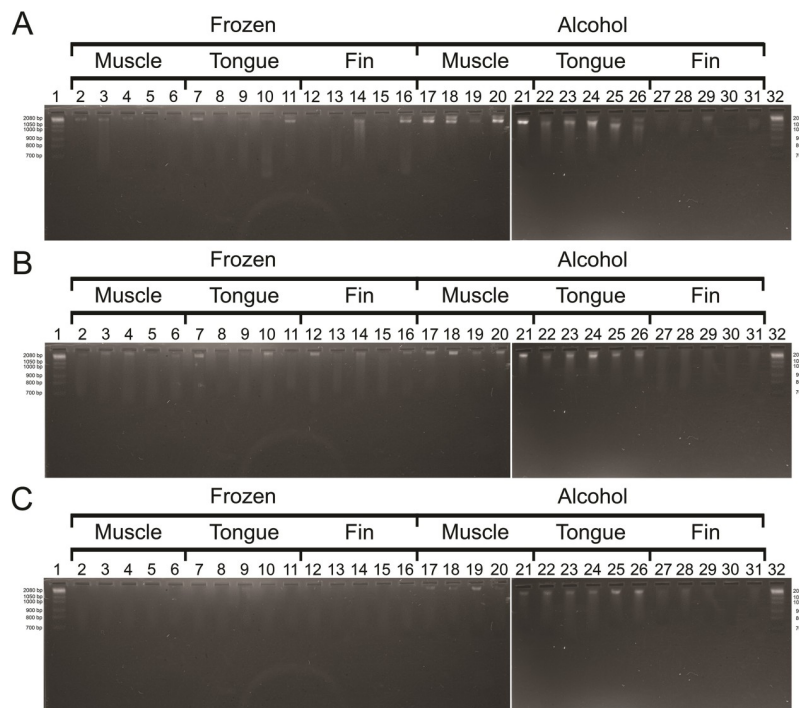 A
Frozen Alcohol
Muscle Tongue Fin Muscle Tongue Fin
1 2 3 4 5 6 7 8 9 10 11 12 13 14 15 16 17 18 19 20 21 22 23 24 25 26 27 28 29 30 31 32
2080 bp
1050 bp
1000 bp
900 bp
800 bp
700 bp
B
Frozen Alcohol
Muscle Tongue Fin Muscle Tongue Fin
1 2 3 4 5 6 7 8 9 10 11 12 13 14 15 16 17 18 19 20 21 22 23 24 25 26 27 28 29 30 31 32
2080 bp
1050 bp
1000 bp
900 bp
800 bp
700 bp
C
Frozen Alcohol
Muscle Tongue Fin Muscle Tongue Fin
1 2 3 4 5 6 7 8 9 10 11 12 13 14 15 16 17 18 19 20 21 22 23 24 25 26 27 28 29 30 31 32
2080 bp
1050 bp
1000 bp
900 bp
800 bp
700 bp